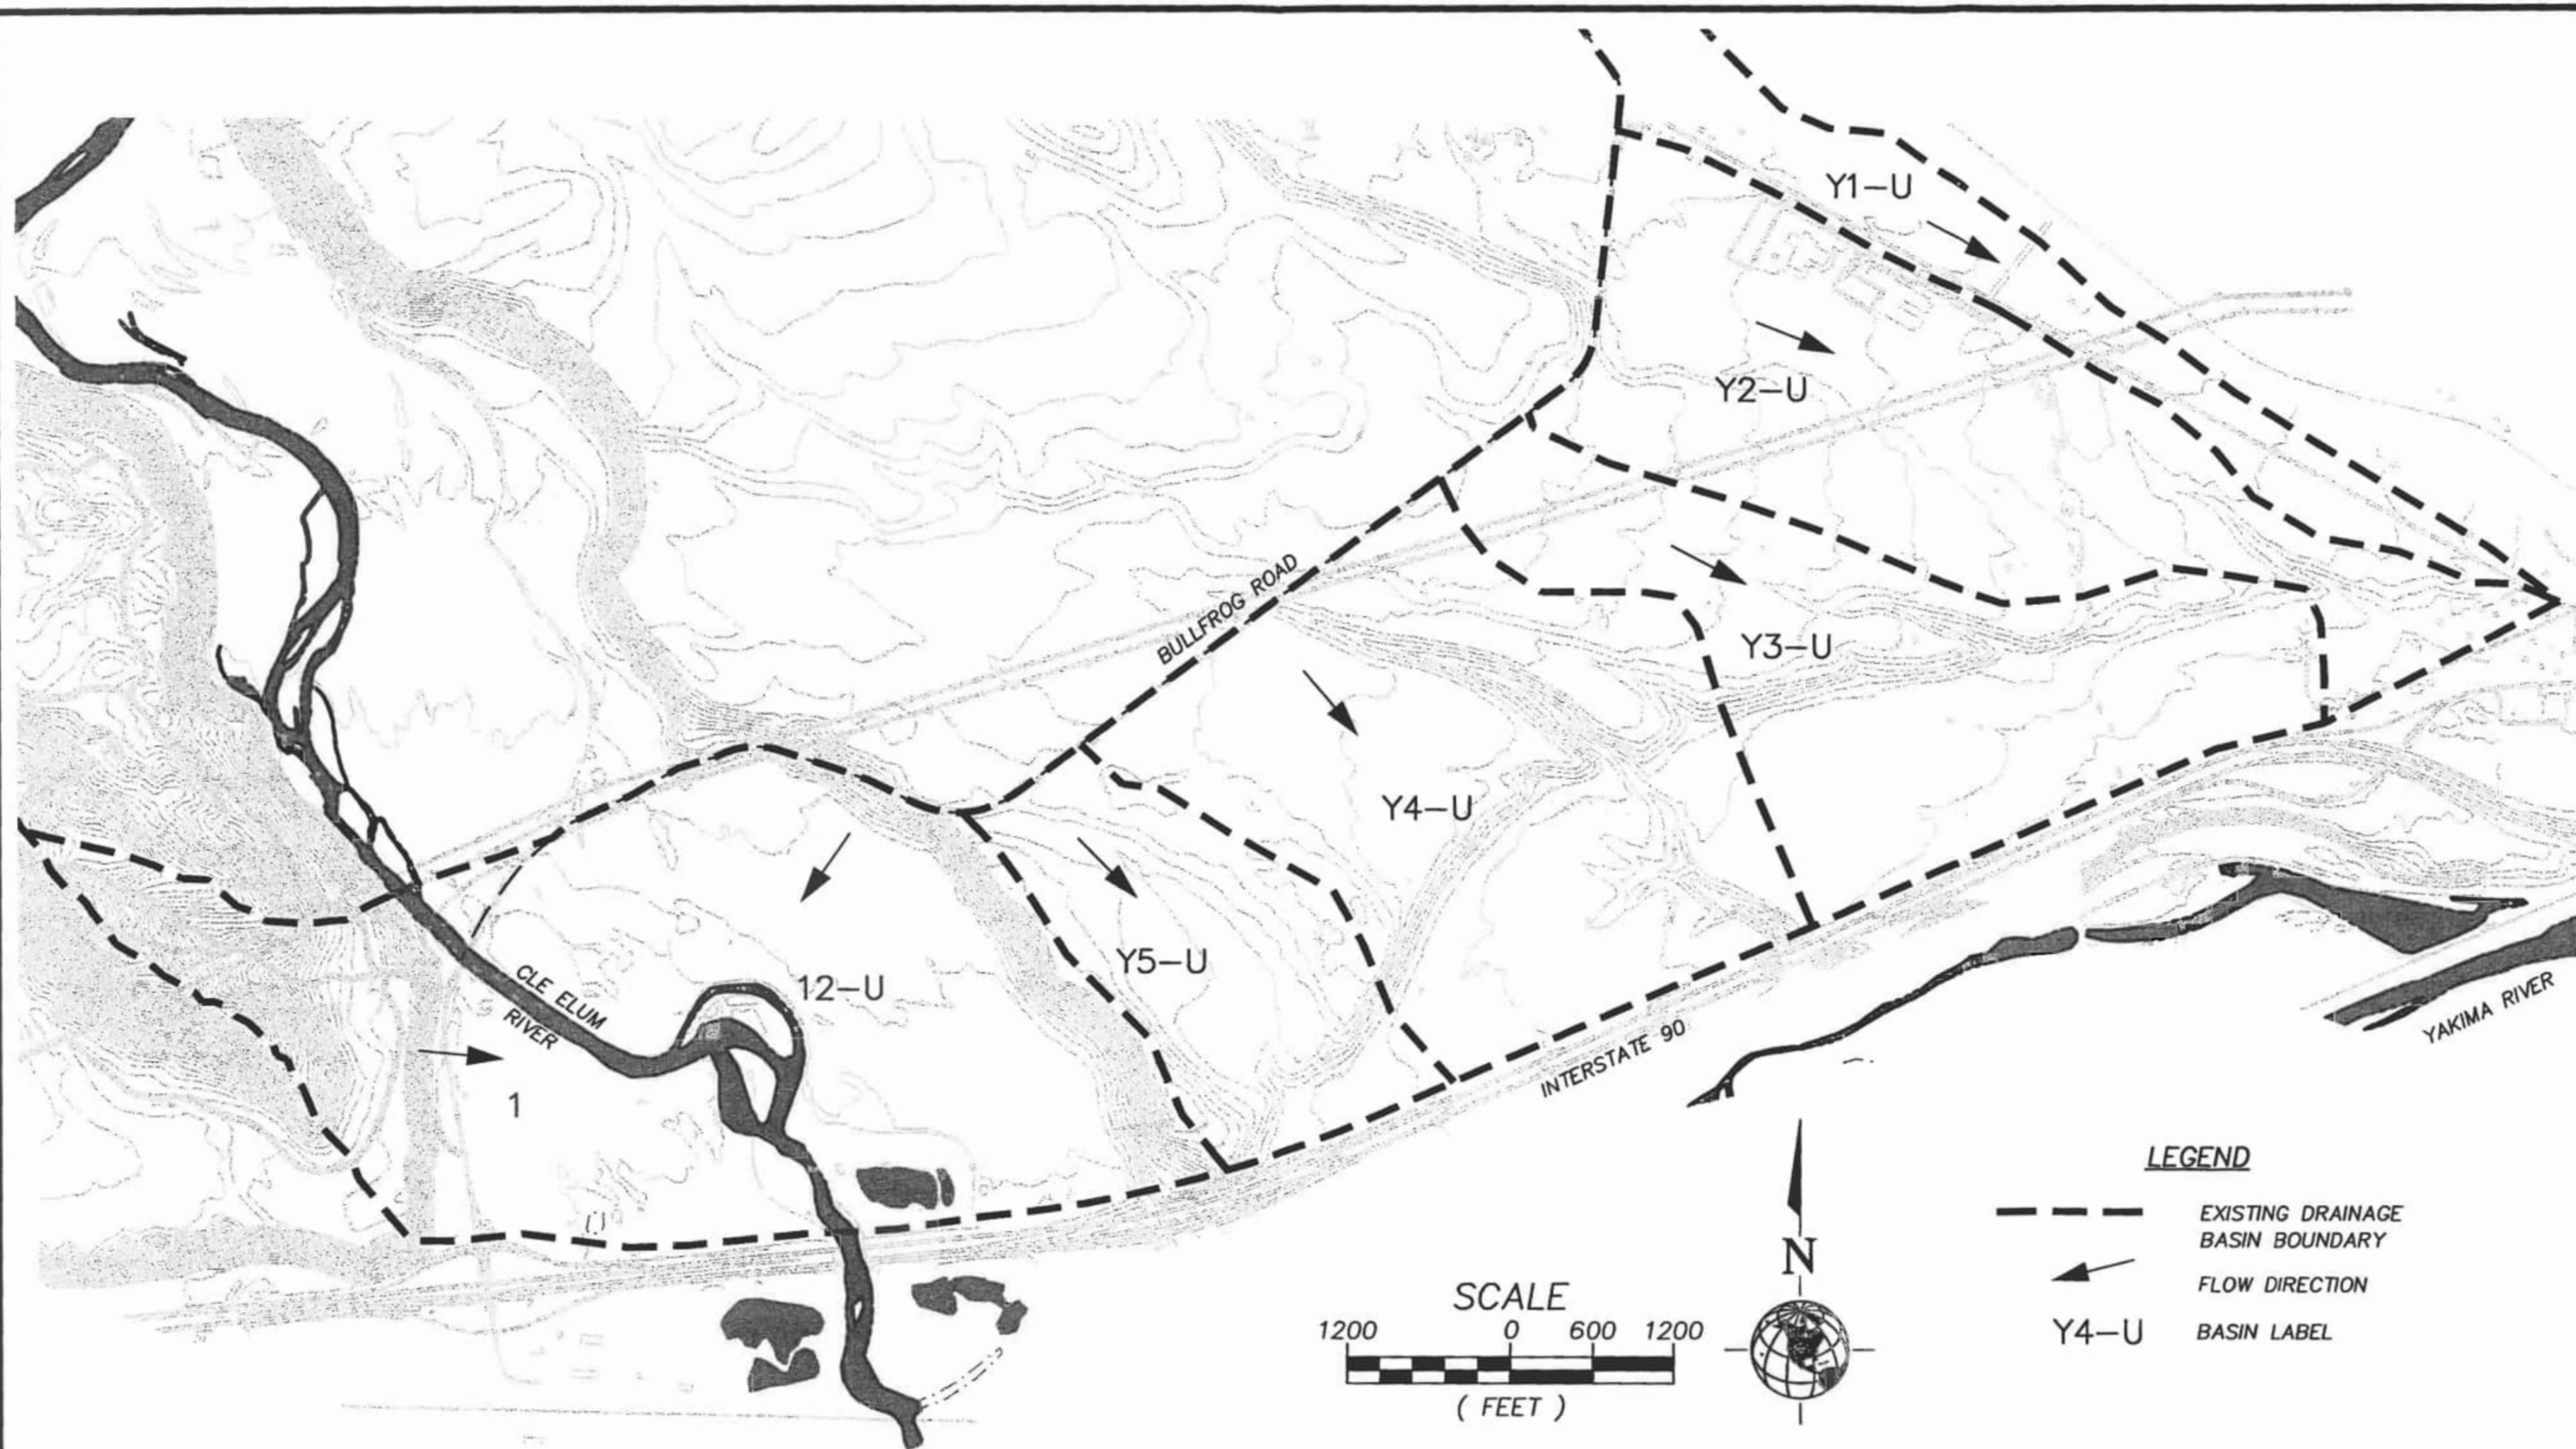 Y1-U
Y2-U
BULLFROG ROAD
Y3-U
Y4-U
Y5-U
12-U
CLE ELUM
RIVER
1
INTERSTATE 90
YAKIMA RIVER
LEGEND
EXISTING DRAINAGE
BASIN BOUNDARY
FLOW DIRECTION
Y4-U BASIN LABEL
N
SCALE
1200 0 600 1200
( FEET )